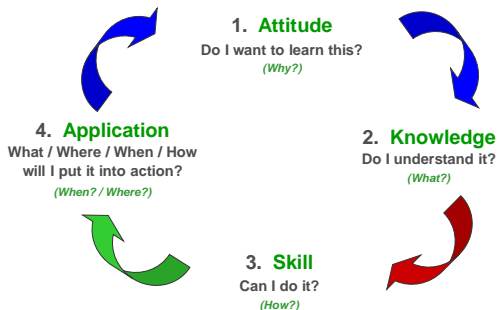 1. Attitude
Do I want to learn this?
(Why?)
2. Knowledge
Do I understand it?
(What?)
3. Skill
Can I do it?
(How?)
4. Application
What / Where / When / How
will I put it into action?
(When? / Where?)